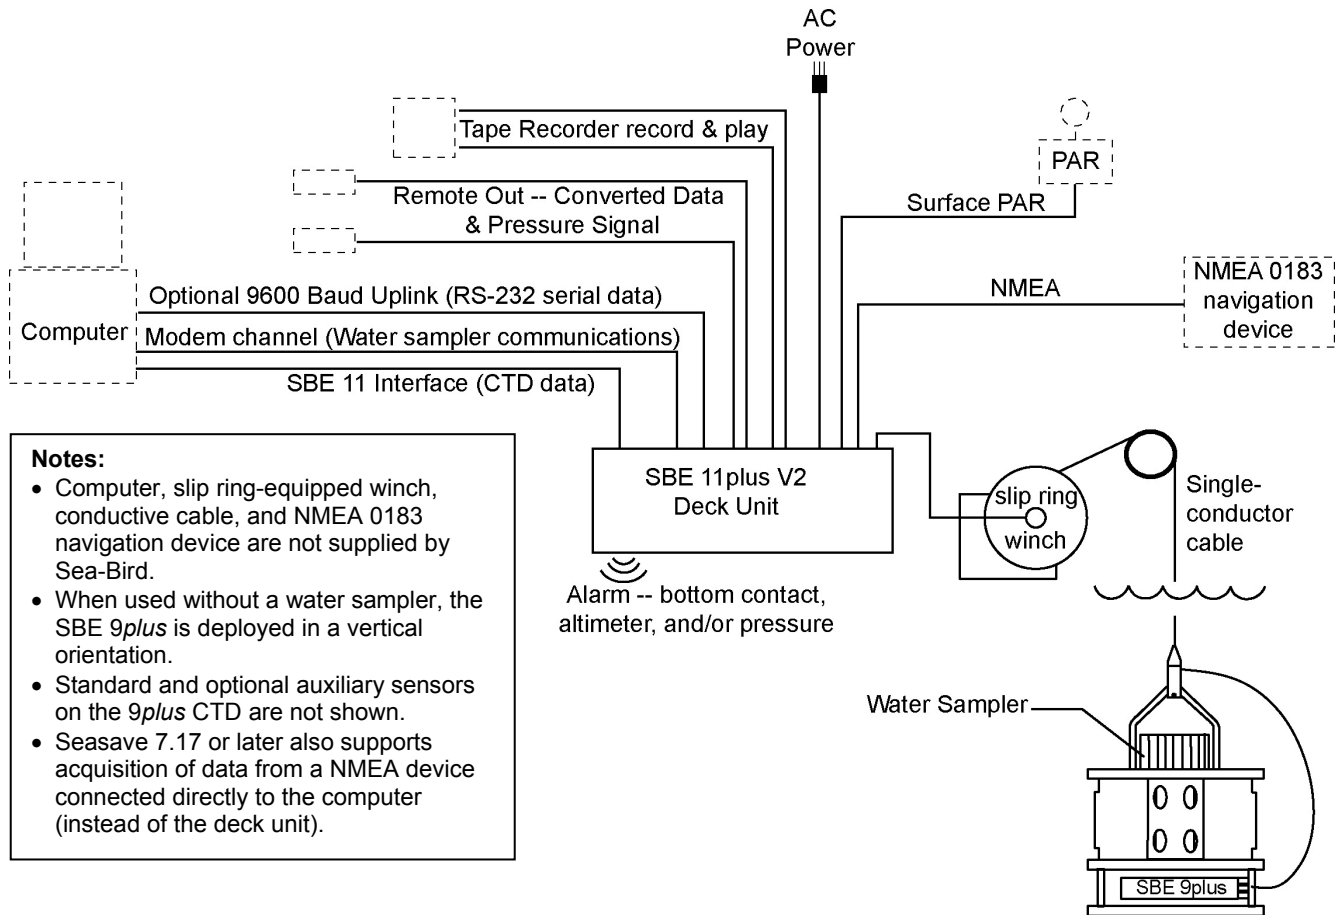 AC
Power
Tape Recorder record & play
PAR
Remote Out -- Converted Data
& Pressure Signal
Surface PAR
NMEA 0183
navigation
device
NMEA
Optional 9600 Baud Uplink (RS-232 serial data)
Computer
Modem channel (Water sampler communications)
SBE 11 Interface (CTD data)
SBE 11plus V2
Deck Unit
slip ring
winch
Single-
conductor
cable
Alarm -- bottom contact,
altimeter, and/or pressure
Notes:
• Computer, slip ring-equipped winch,
conductive cable, and NMEA 0183
navigation device are not supplied by
Sea-Bird.
• When used without a water sampler, the
SBE 9plus is deployed in a vertical
orientation.
• Standard and optional auxiliary sensors
on the 9plus CTD are not shown.
• Seasave 7.17 or later also supports
acquisition of data from a NMEA device
connected directly to the computer
(instead of the deck unit).
Water Sampler
SBE 9plus